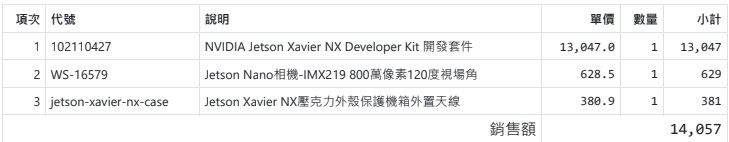 項次 代號 說明 單價 數量 小計
1 102110427 NVIDIA Jetson Xavier NX Developer Kit 開發套件 13,047.0 1 13,047
2 WS-16579 Jetson Nano相機-IMX219 800萬像素120度視場角 628.5 1 629
3 jetson-xavier-nx-case Jetson Xavier NX壓克力外殼保護機箱外置天線 380.9 1 381
銷售額 14,057